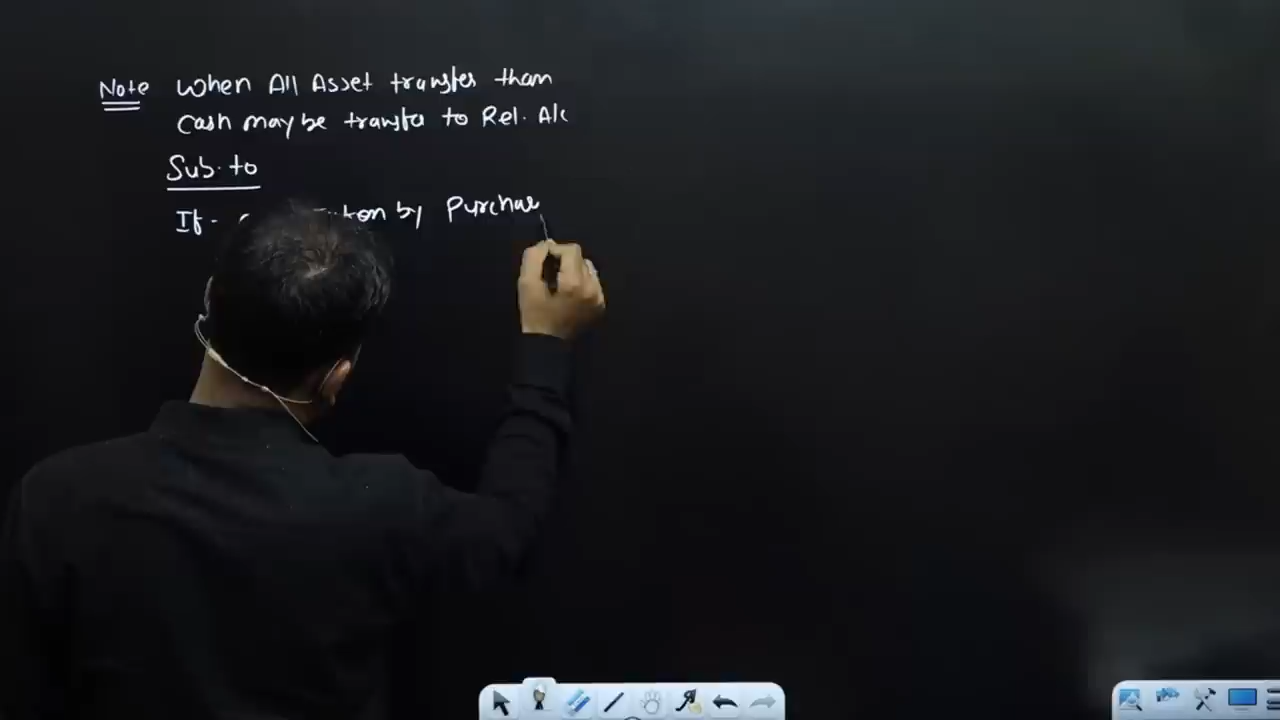 Note When All Asset transfer than
Cash may be transfer to Rel. A/c
Sub. to
If by Purchase